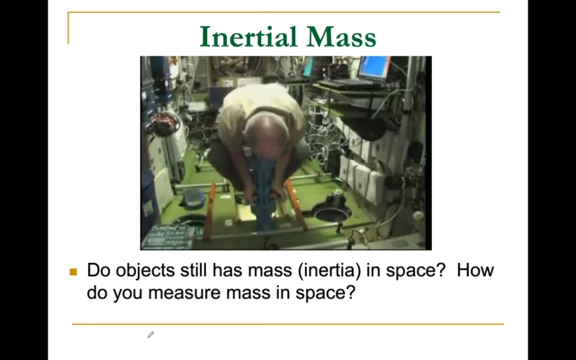 Inertial Mass
Do objects still has mass (inertia) in space? How
do you measure mass in space?